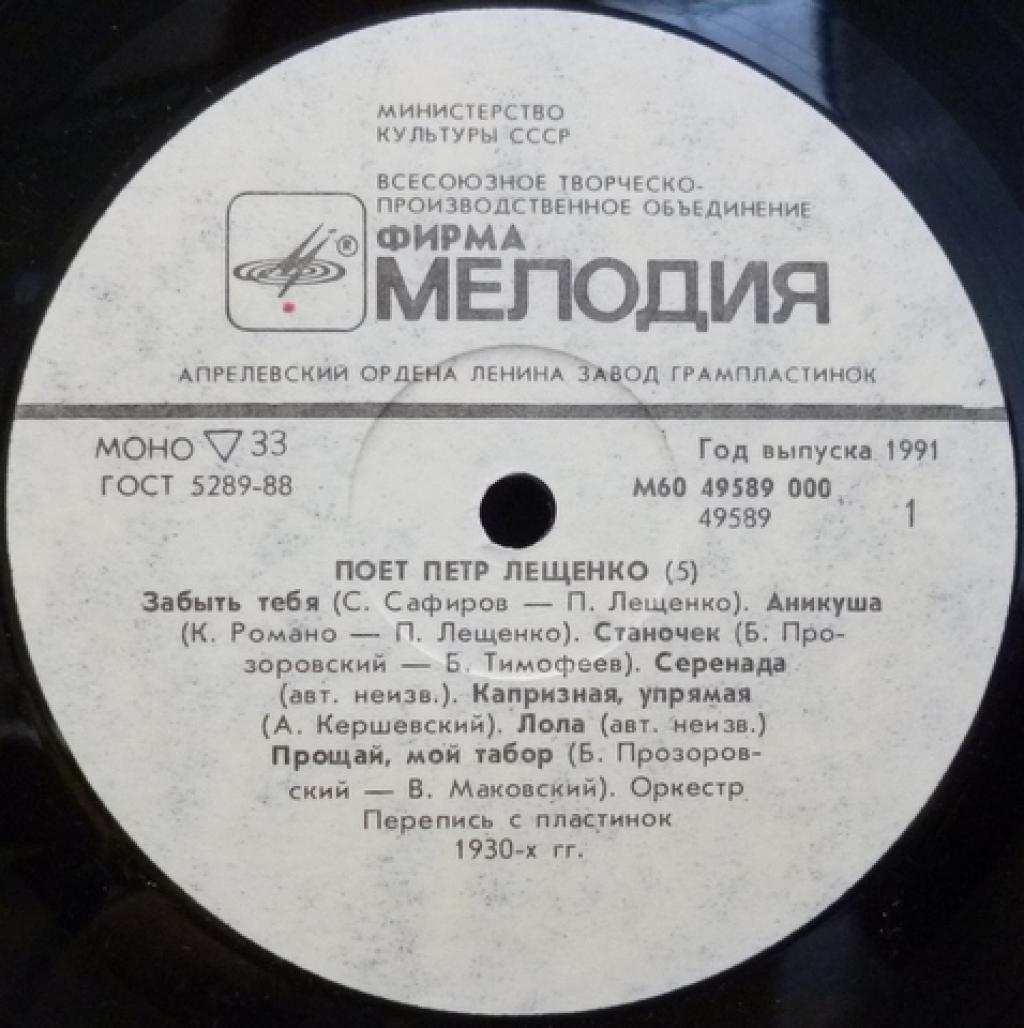 МИНИСТЕРСТВО
КУЛЬТУРЫ СССР
ВСЕСОЮЗНОЕ ТВОРЧЕСКО-
ПРОИЗВОДСТВЕННОЕ ОБЪЕДИНЕНИЕ
®
ФИРМА
МЕЛОДИЯ
АПРЕЛЕВСКИЙ ОРДЕНА ЛЕНИНА ЗАВОД ГРАМПЛАСТИНОК
МОНО ▽ 33
ГОСТ 5289-88
Год выпуска 1991
М60 49589 000
49589 1
ПОЕТ ПЕТР ЛЕЩЕНКО (5)
Забыть тебя (С. Сафиров — П. Лещенко). Аникуша
(К. Романо — П. Лещенко). Станочек (Б. Про-
зоровский — Б. Тимофеев). Серенада
(авт. неизв.). Капризная, упрямая
(А. Кершевский). Лола (авт. неизв.)
Прощай, мой табор (Б. Прозоров-
ский — В. Маковский). Оркестр
Перепись с пластинок
1930-х гг.